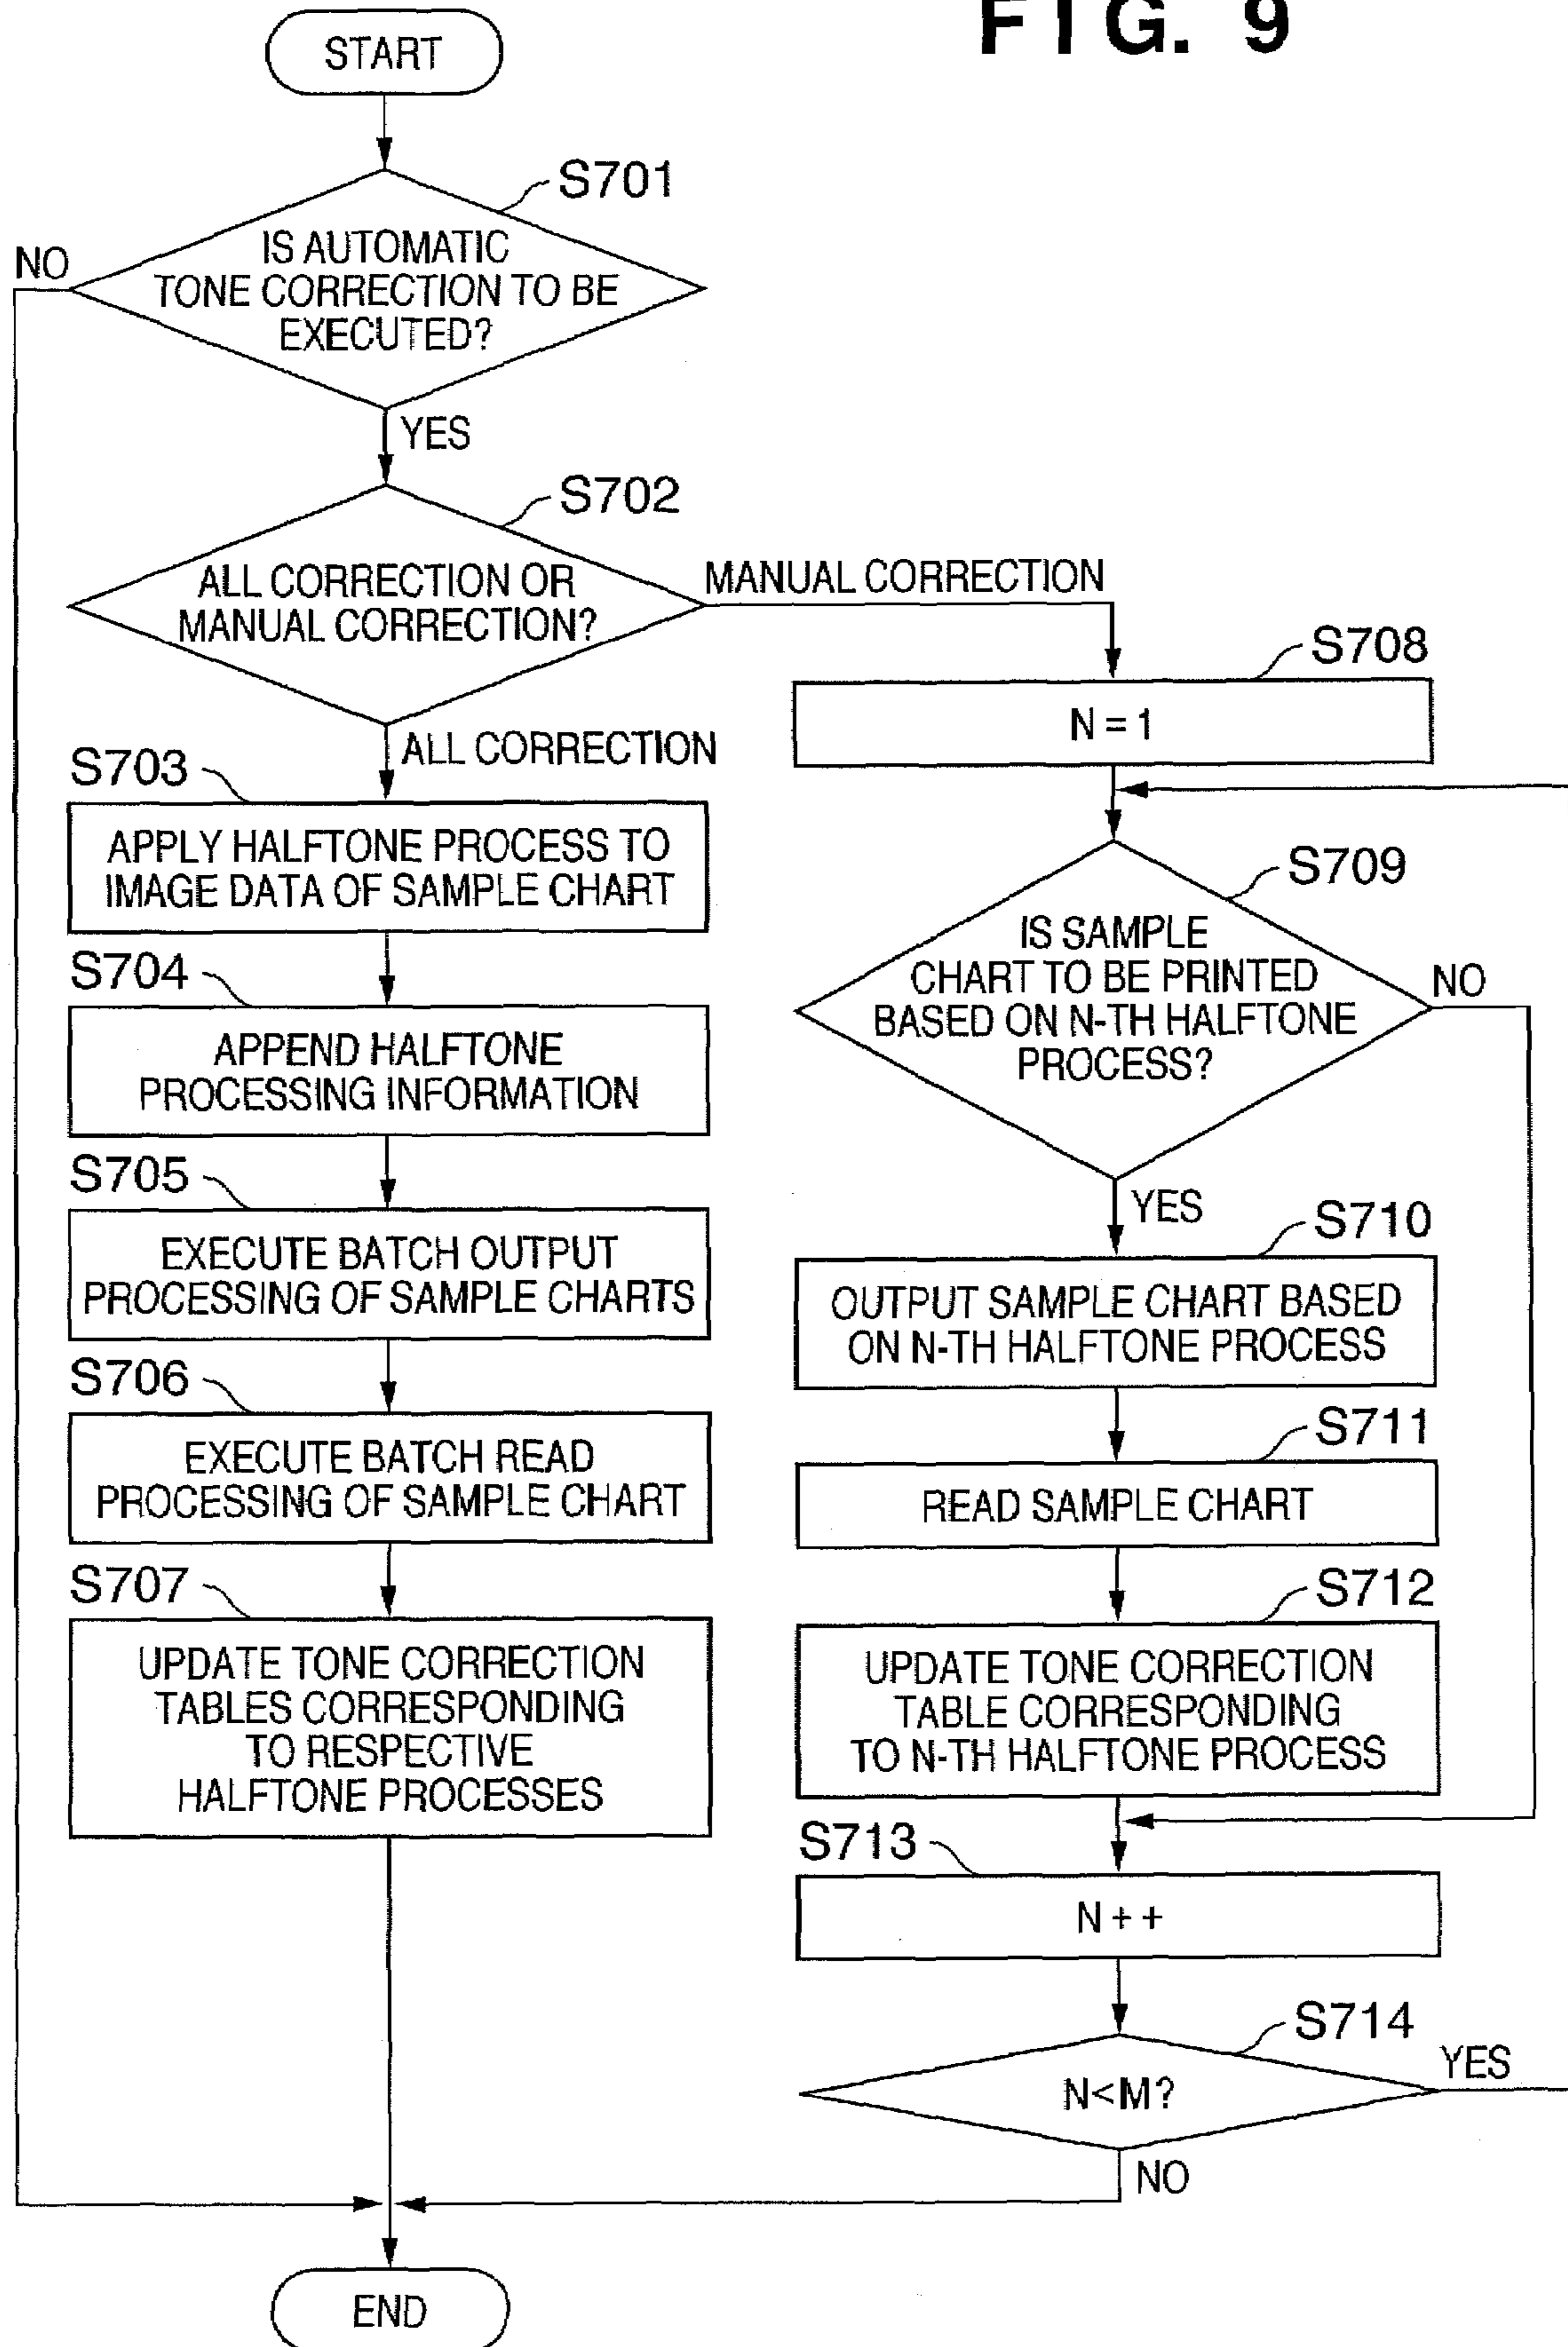 FIG. 9
START
S701
IS AUTOMATIC
TONE CORRECTION TO BE
EXECUTED?
NO
YES
S702
ALL CORRECTION OR
MANUAL CORRECTION?
MANUAL CORRECTION
ALL CORRECTION
S703
APPLY HALFTONE PROCESS TO
IMAGE DATA OF SAMPLE CHART
S704
APPEND HALFTONE
PROCESSING INFORMATION
S705
EXECUTE BATCH OUTPUT
PROCESSING OF SAMPLE CHARTS
S706
EXECUTE BATCH READ
PROCESSING OF SAMPLE CHART
S707
UPDATE TONE CORRECTION
TABLES CORRESPONDING
TO RESPECTIVE
HALFTONE PROCESSES
S708
N = 1
S709
IS SAMPLE
CHART TO BE PRINTED
BASED ON N-TH HALFTONE
PROCESS?
NO
YES
S710
OUTPUT SAMPLE CHART BASED
ON N-TH HALFTONE PROCESS
S711
READ SAMPLE CHART
S712
UPDATE TONE CORRECTION
TABLE CORRESPONDING
TO N-TH HALFTONE PROCESS
S713
N + +
S714
N<M?
YES
NO
END